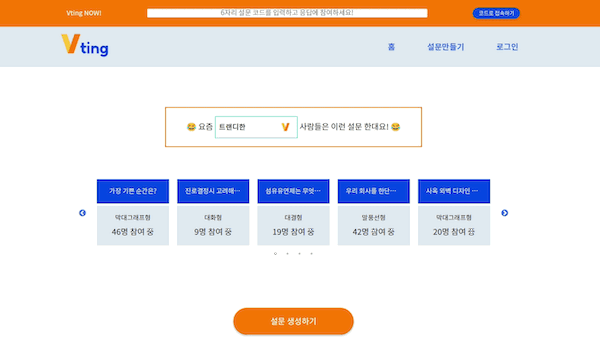 Vting NOW!
6자리 설문 코드를 입력하고 응답에 참여하세요!
코드로 접속하기
Vting
홈
설문만들기
로그인
😂 요즘 트렌디한 사람들은 이런 설문 한대요! 😂
가장 기쁜 순간은?
진로결정시 고려해…
섬유유연제는 무엇…
우리 회사를 한단…
사옥 외벽 디자인 …
막대그래프형
대화형
대결형
말풍선형
막대그래프형
46명 참여 중
9명 참여 중
19명 참여 중
42명 참여 중
20명 참여 중
설문 생성하기